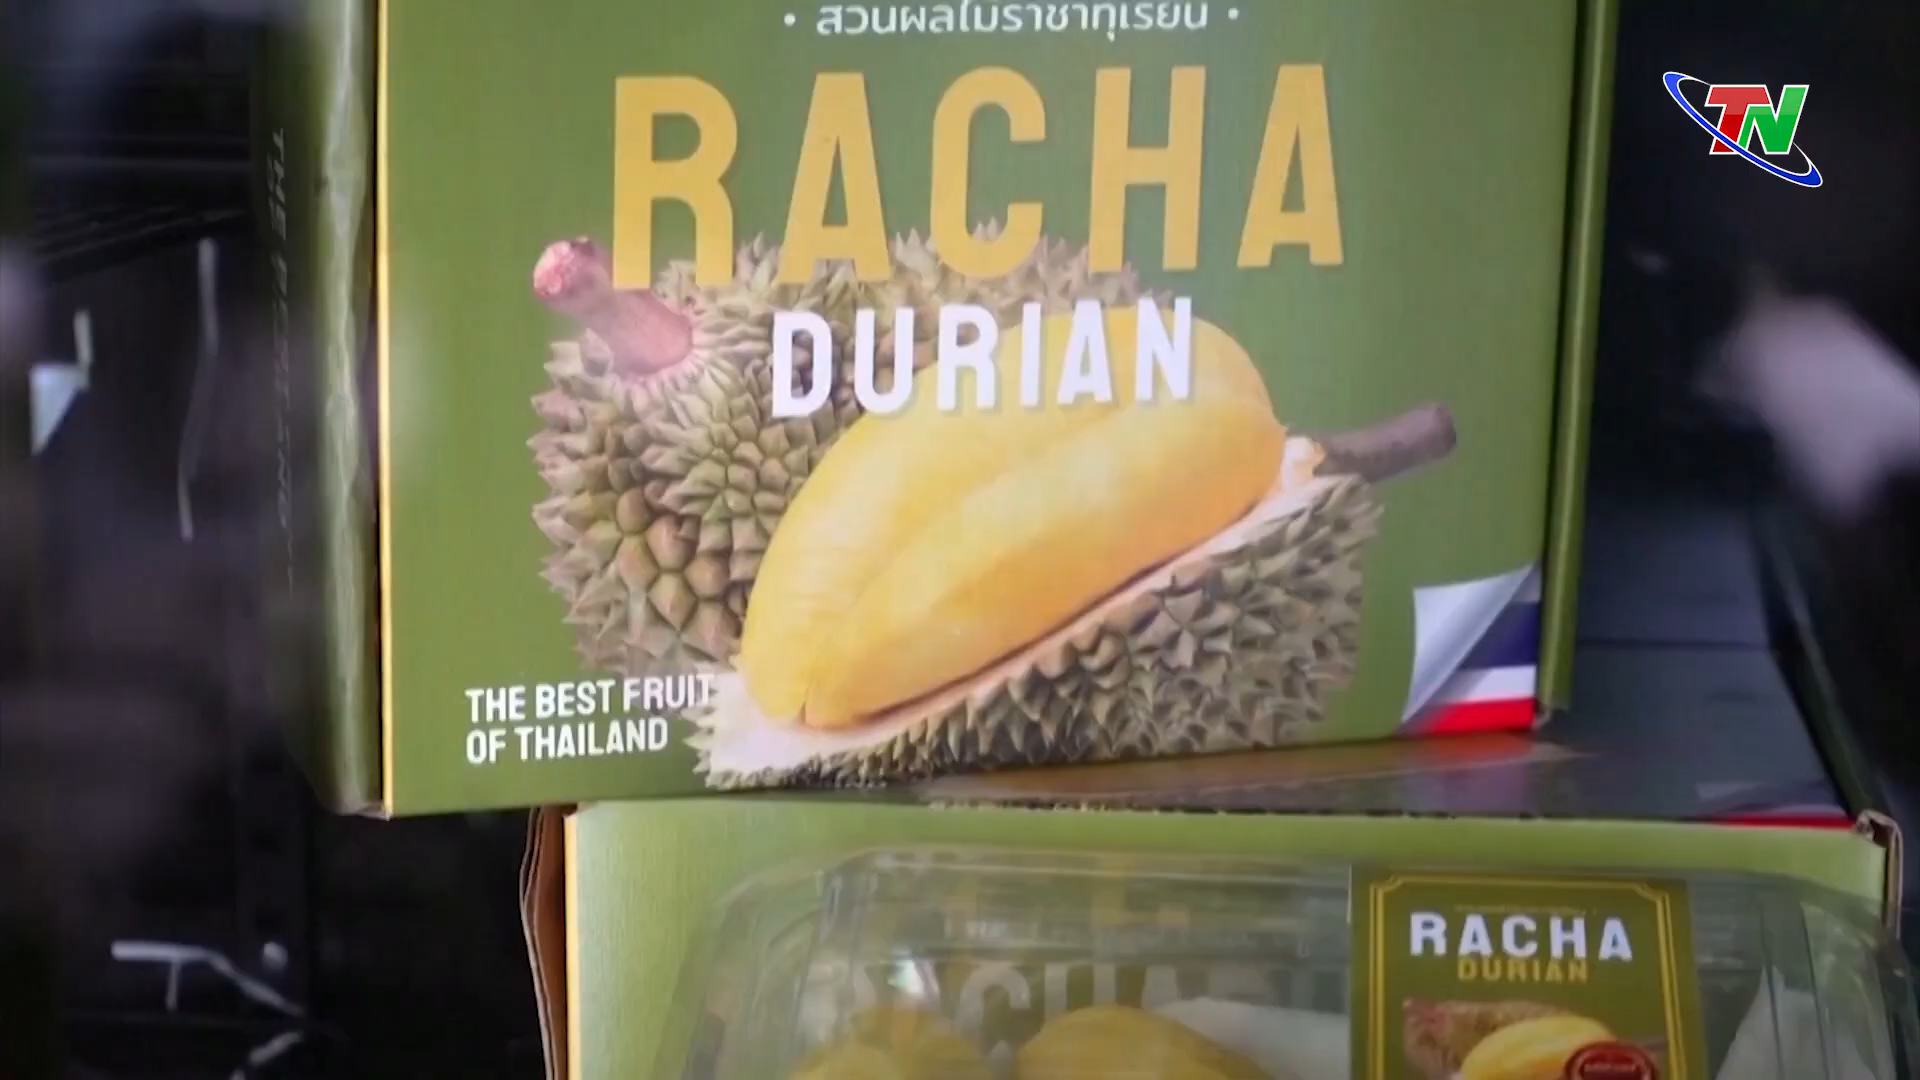 • สวนผลไม้ราชาทุเรียน •
TN
RACHA
DURIAN
THE BEST FRUIT
OF THAILAND
RACHA
DURIAN